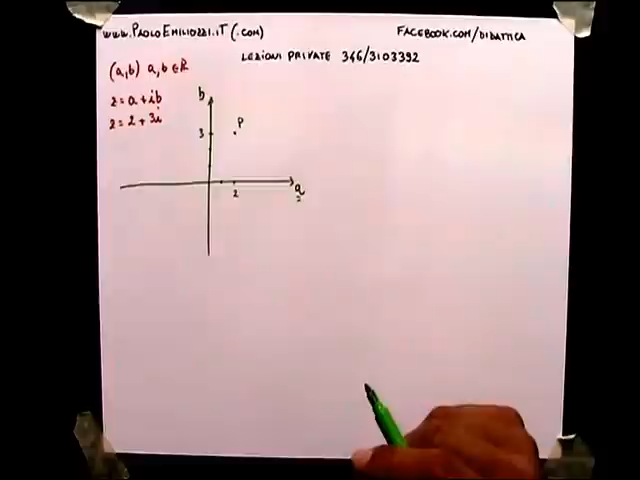 www.PaoloEmiliozzi.iT (.com)
FACEBOOK.COM/DIDATTICA
LEZIONI PRIVATE 346/3103392
(a,b) a,b ∈ R
z = a + ib
z = 2 + 3i
b
P
3
2
a